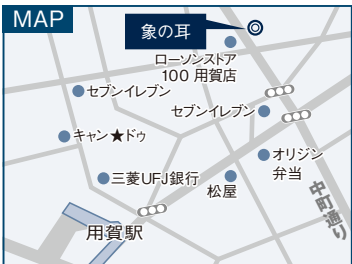 MAP
象の耳
ローソンストア
100 用賀店
セブンイレブン
セブンイレブン
キャン★ドゥ
オリジン
弁当
三菱UFJ銀行
松屋
中町通り
用賀駅